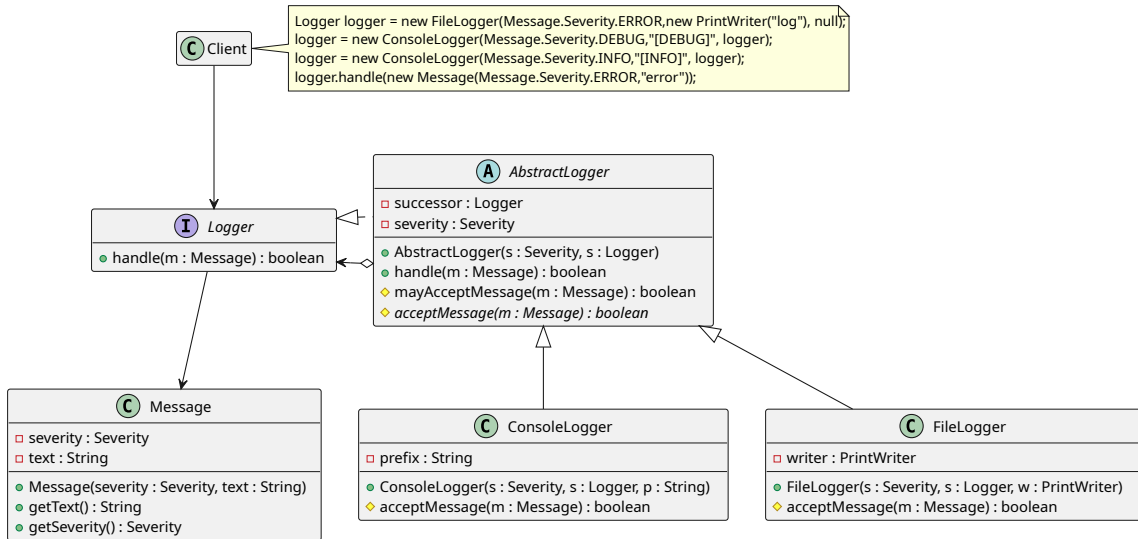 C Client
Logger logger = new FileLogger(Message.Severity.ERROR,new PrintWriter("log"), null);
logger = new ConsoleLogger(Message.Severity.DEBUG,"[DEBUG]", logger);
logger = new ConsoleLogger(Message.Severity.INFO,"[INFO]", logger);
logger.handle(new Message(Message.Severity.ERROR,"error"));
A AbstractLogger
successor : Logger
severity : Severity
AbstractLogger(s : Severity, s : Logger)
handle(m : Message) : boolean
mayAcceptMessage(m : Message) : boolean
acceptMessage(m : Message) : boolean
I Logger
handle(m : Message) : boolean
C Message
severity : Severity
text : String
Message(severity : Severity, text : String)
getText() : String
getSeverity() : Severity
C ConsoleLogger
prefix : String
ConsoleLogger(s : Severity, s : Logger, p : String)
acceptMessage(m : Message) : boolean
C FileLogger
writer : PrintWriter
FileLogger(s : Severity, s : Logger, w : PrintWriter)
acceptMessage(m : Message) : boolean